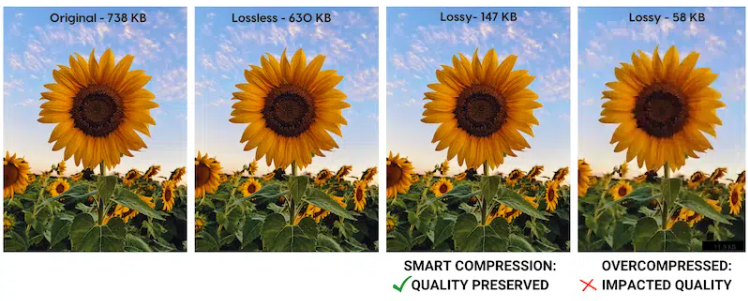 Original - 738 KB
Lossless - 630 KB
Lossy- 147 KB
Lossy - 58 KB
SMART COMPRESSION:
QUALITY PRESERVED
OVERCOMPRESSED:
IMPACTED QUALITY